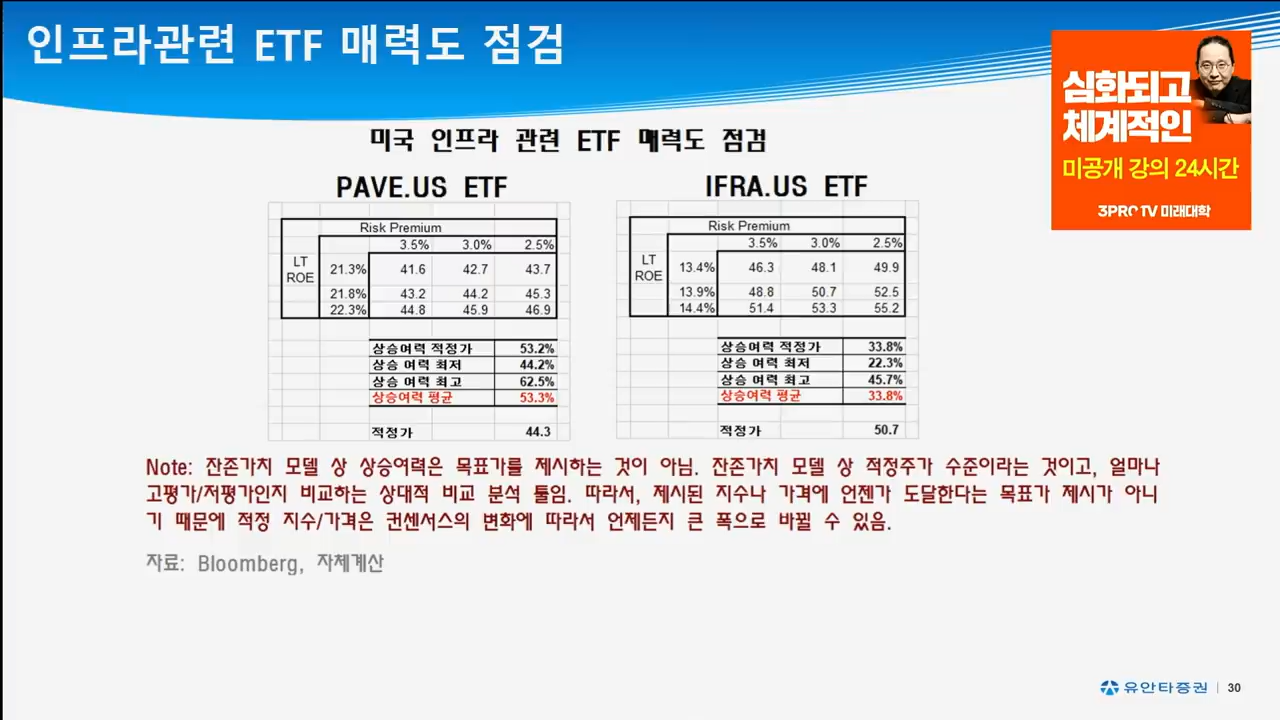 인프라관련 ETF 매력도 점검
심화되고
체계적인
미공개 강의 24시간
3PRO TV 미래대학
미국 인프라 관련 ETF 매력도 점검
PAVE.US ETF
Risk Premium
3.5% 3.0% 2.5%
LT ROE 21.3% 41.6 42.7 43.7
21.8% 43.2 44.2 45.3
22.3% 44.8 45.9 46.9
상승여력 적정가 53.2%
상승 여력 최저 44.2%
상승 여력 최고 62.5%
상승여력 평균 53.3%
적정가 44.3
IFRA.US ETF
Risk Premium
3.5% 3.0% 2.5%
LT ROE 13.4% 46.3 48.1 49.9
13.9% 48.8 50.7 52.5
14.4% 51.4 53.3 55.2
상승여력 적정가 33.8%
상승 여력 최저 22.3%
상승 여력 최고 45.7%
상승여력 평균 33.8%
적정가 50.7
Note: 잔존가치 모델 상 상승여력은 목표가를 제시하는 것이 아님. 잔존가치 모델 상 적정주가 수준이라는 것이고, 얼마나
고평가/저평가인지 비교하는 상대적 비교 분석 툴임. 따라서, 제시된 지수나 가격에 언젠가 도달한다는 목표가 제시가 아니
기 때문에 적정 지수/가격은 컨센서스의 변화에 따라서 언제든지 큰 폭으로 바뀔 수 있음.
자료: Bloomberg, 자체계산
유안타증권 | 30